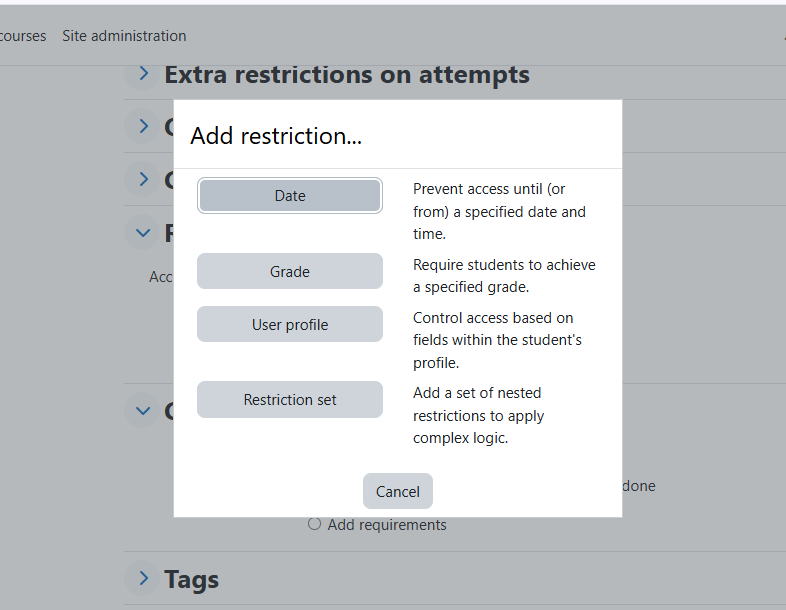 courses Site administration
Extra restrictions on attempts
Add restriction...
Date
Prevent access until (or
from) a specified date and
time.
Grade
Require students to achieve
a specified grade.
User profile
Control access based on
fields within the student's
profile.
Restriction set
Add a set of nested
restrictions to apply
complex logic.
Cancel
done
Add requirements
Tags